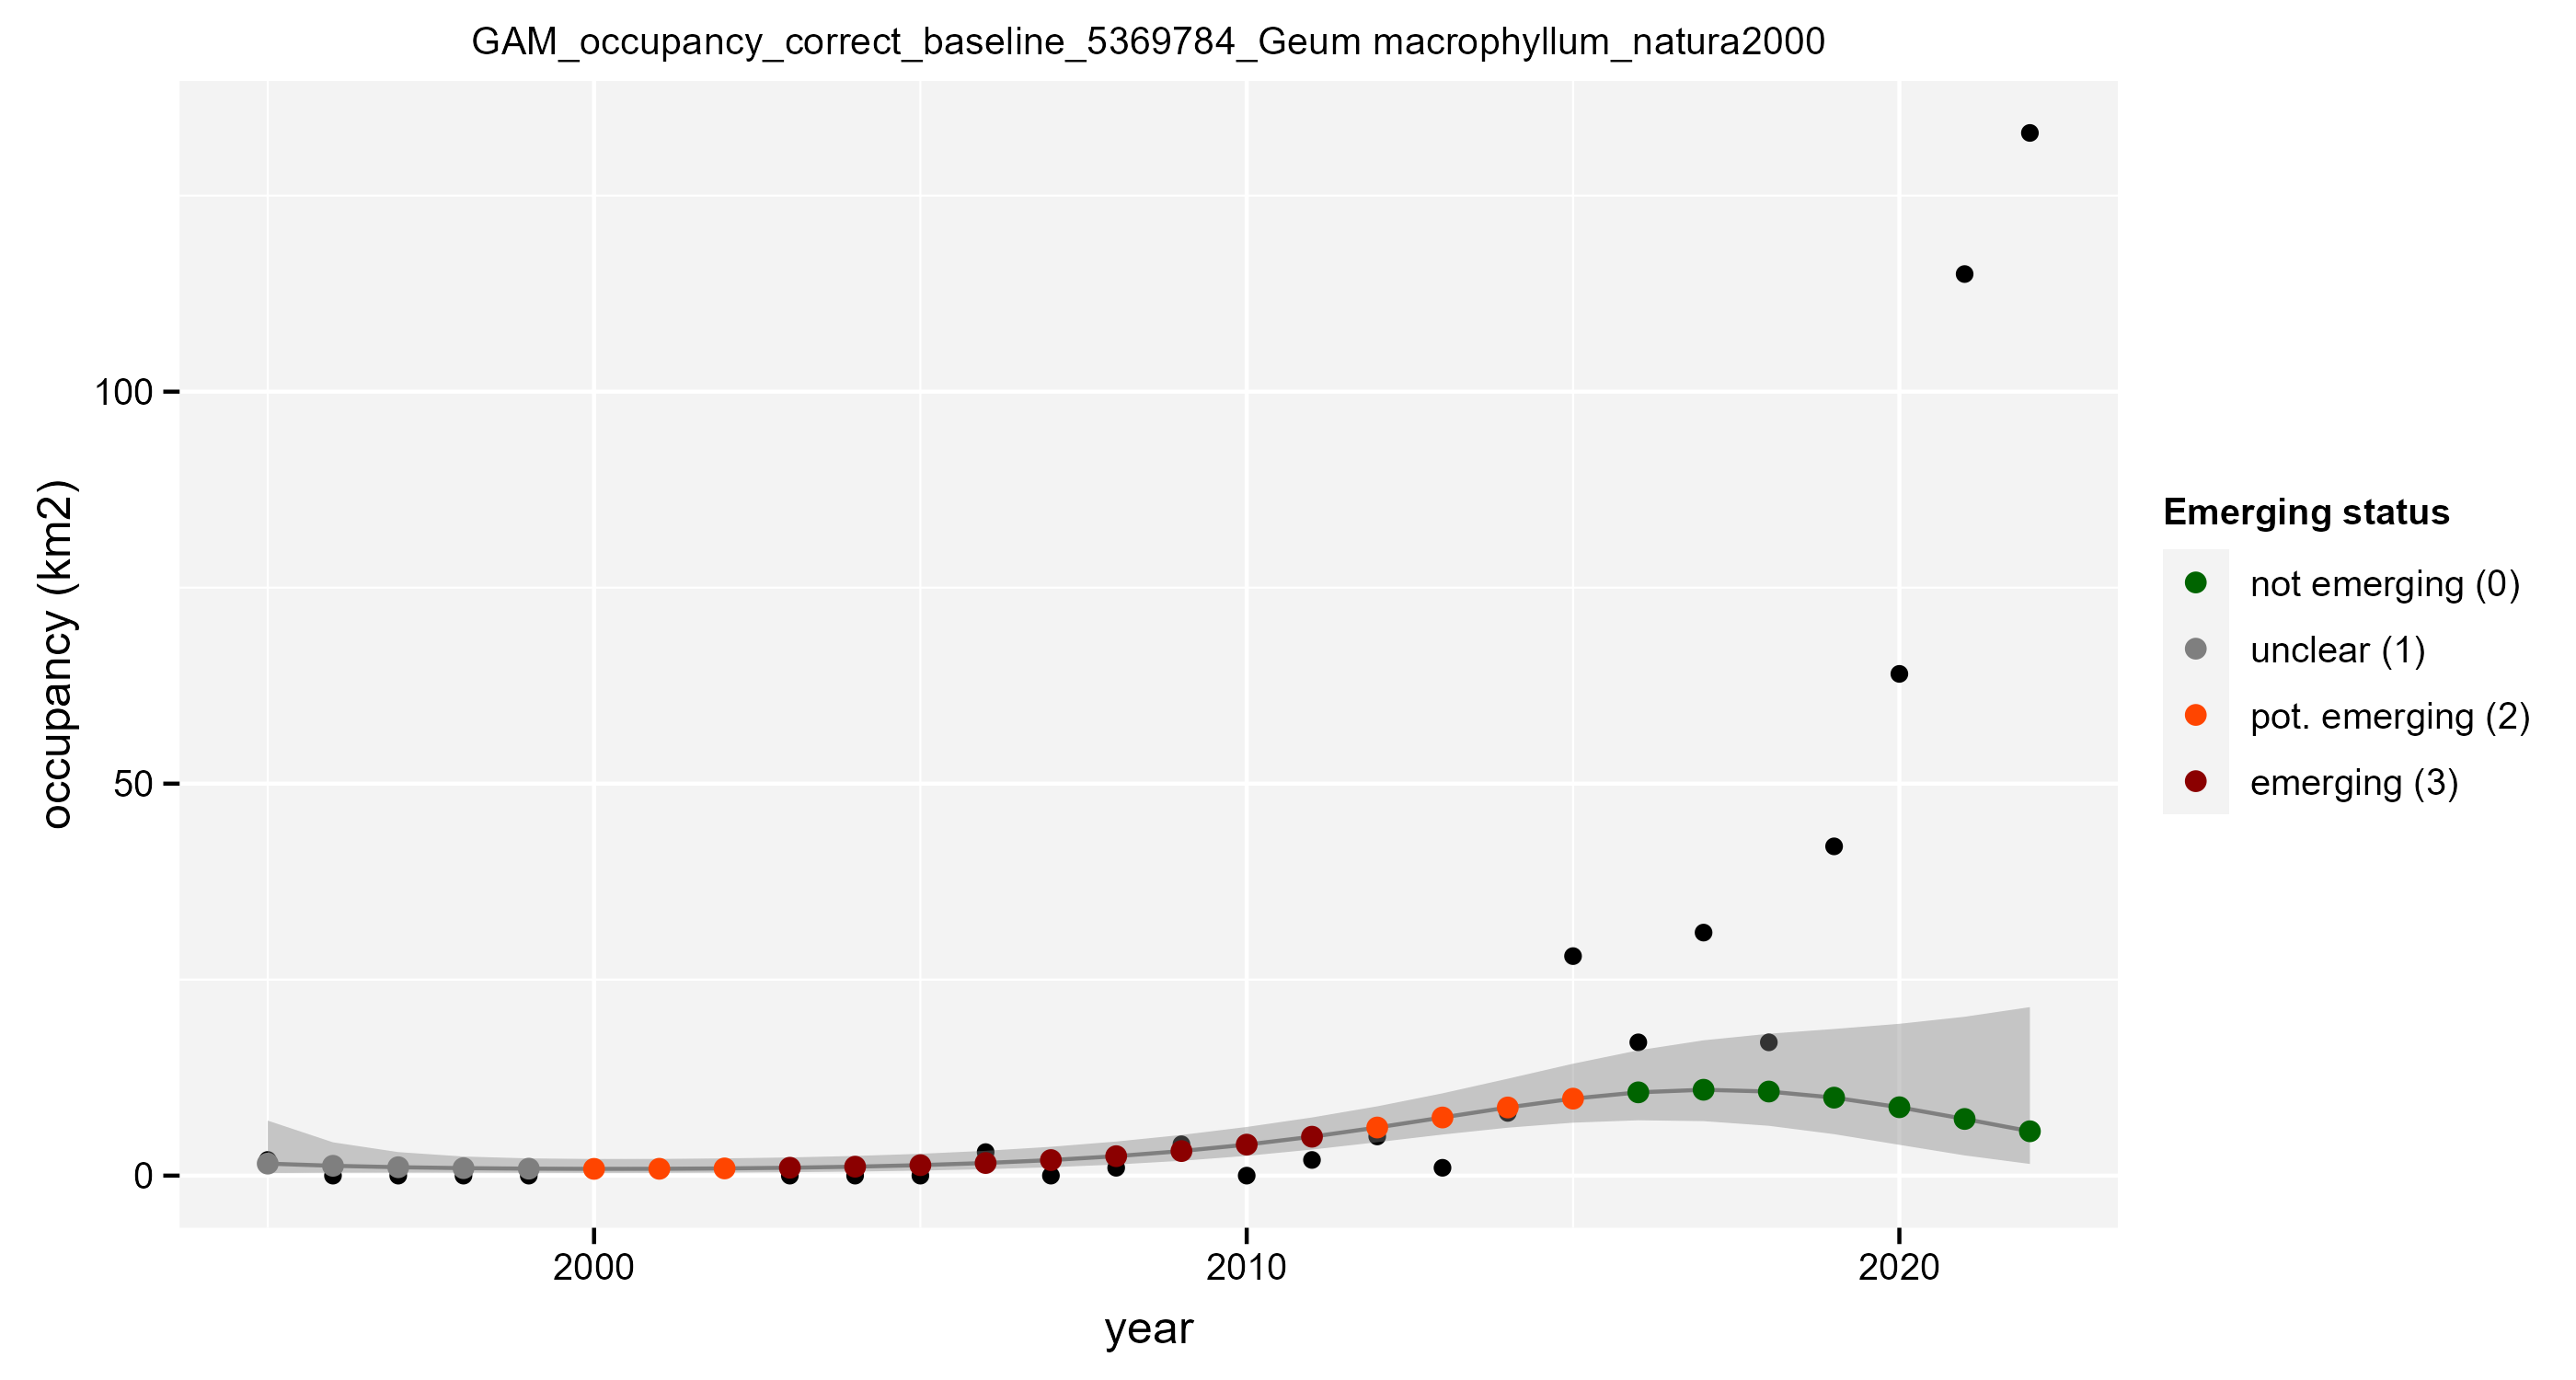 GAM_occupancy_correct_baseline_5369784_Geum macrophyllum_natura2000
occupancy (km2)
100
50
0
2000
2010
2020
year
Emerging status
not emerging (0)
unclear (1)
pot. emerging (2)
emerging (3)